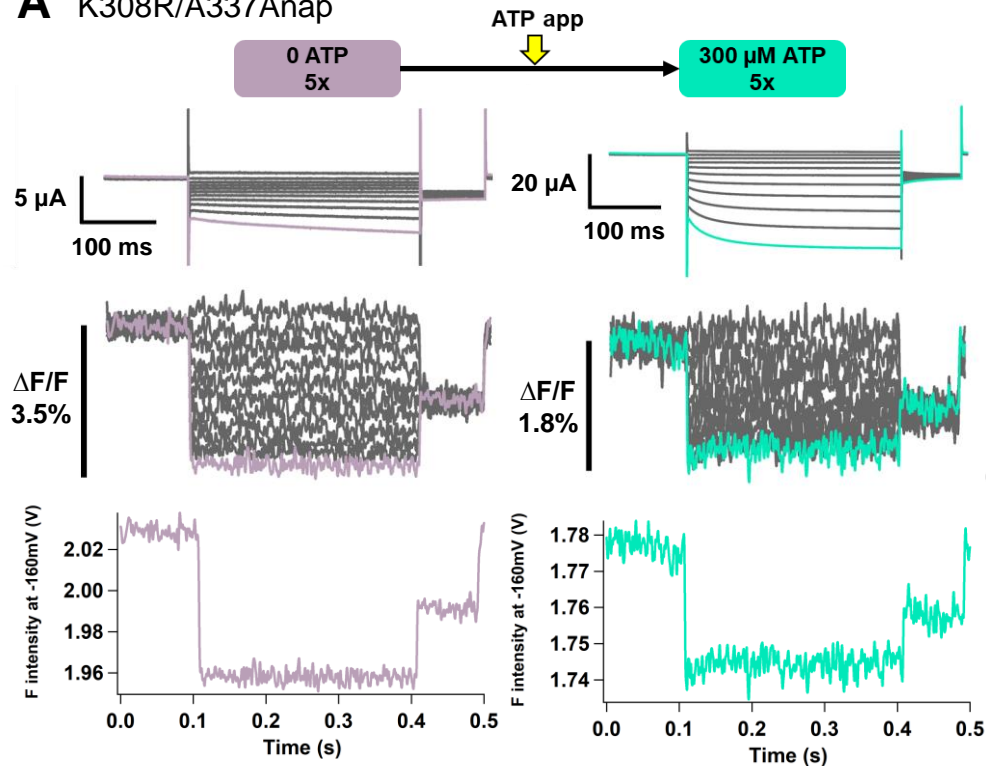 A K308R/A337Anap
ATP app
0 ATP
5x
300 µM ATP
5x
5 µA
100 ms
20 µA
100 ms
ΔF/F
3.5%
ΔF/F
1.8%
F intensity at -160mV (V)
2.02
2.00
1.98
1.96
0.0 0.1 0.2 0.3 0.4 0.5
Time (s)
F intensity at -160mV (V)
1.78
1.77
1.76
1.75
1.74
0.0 0.1 0.2 0.3 0.4 0.5
Time (s)